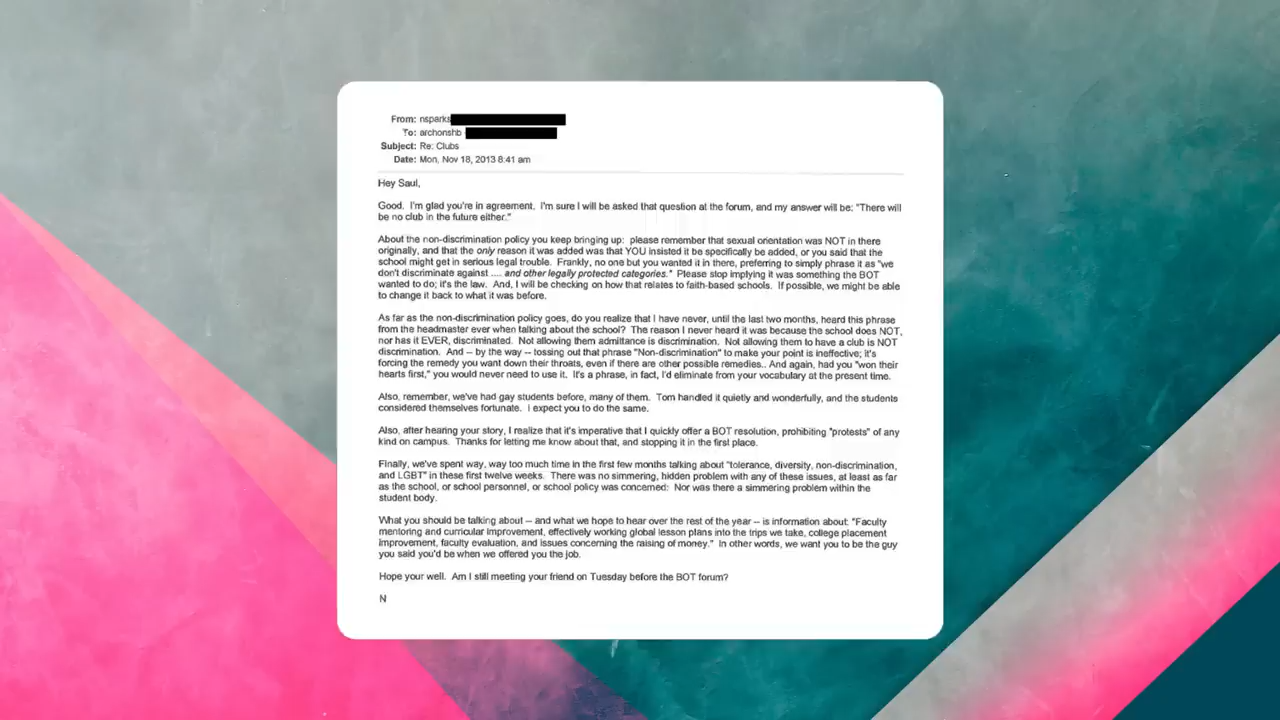 From: nsparks
To: archonshb
Subject: Re: Clubs
Date: Mon, Nov 18, 2013 8:41 am
Hey Saul,
Good. I'm glad you're in agreement. I'm sure I will be asked that question at the forum, and my answer will be: "There will
be no club in the future either."
About the non-discrimination policy you keep bringing up: please remember that sexual orientation was NOT in there
originally, and that the only reason it was added was that YOU insisted it be specifically be added, or you said that the
school might get in serious legal trouble. Frankly, no one but you wanted it in there, preferring to simply phrase it as "we
don't discriminate against .... and other legally protected categories." Please stop implying it was something the BOT
wanted to do; it's the law. And, I will be checking on how that relates to faith-based schools. If possible, we might be able
to change it back to what it was before.
As far as the non-discrimination policy goes, do you realize that I have never, until the last two months, heard this phrase
from the headmaster ever when talking about the school? The reason I never heard it was because the school does NOT,
nor has it EVER, discriminated. Not allowing them admittance is discrimination. Not allowing them to have a club is NOT
discrimination. And -- by the way -- tossing out that phrase "Non-discrimination" to make your point is ineffective; it's
forcing the remedy you want down their throats, even if there are other possible remedies.. And again, had you "won their
hearts first," you would never need to use it. It's a phrase, in fact, I'd eliminate from your vocabulary at the present time.
Also, remember, we've had gay students before, many of them. Tom handled it quietly and wonderfully, and the students
considered themselves fortunate. I expect you to do the same.
Also, after hearing your story, I realize that it's imperative that I quickly offer a BOT resolution, prohibiting "protests" of any
kind on campus. Thanks for letting me know about that, and stopping it in the first place.
Finally, we've spent way, way too much time in the first few months talking about "tolerance, diversity, non-discrimination,
and LGBT" in these first twelve weeks. There was no simmering, hidden problem with any of these issues, at least as far
as the school, or school personnel, or school policy was concerned: Nor was there a simmering problem within the
student body.
What you should be talking about -- and what we hope to hear over the rest of the year -- is information about: "Faculty
mentoring and curricular improvement, effectively working global lesson plans into the trips we take, college placement
improvement, faculty evaluation, and issues concerning the raising of money." In other words, we want you to be the guy
you said you'd be when we offered you the job.
Hope your well. Am I still meeting your friend on Tuesday before the BOT forum?
N